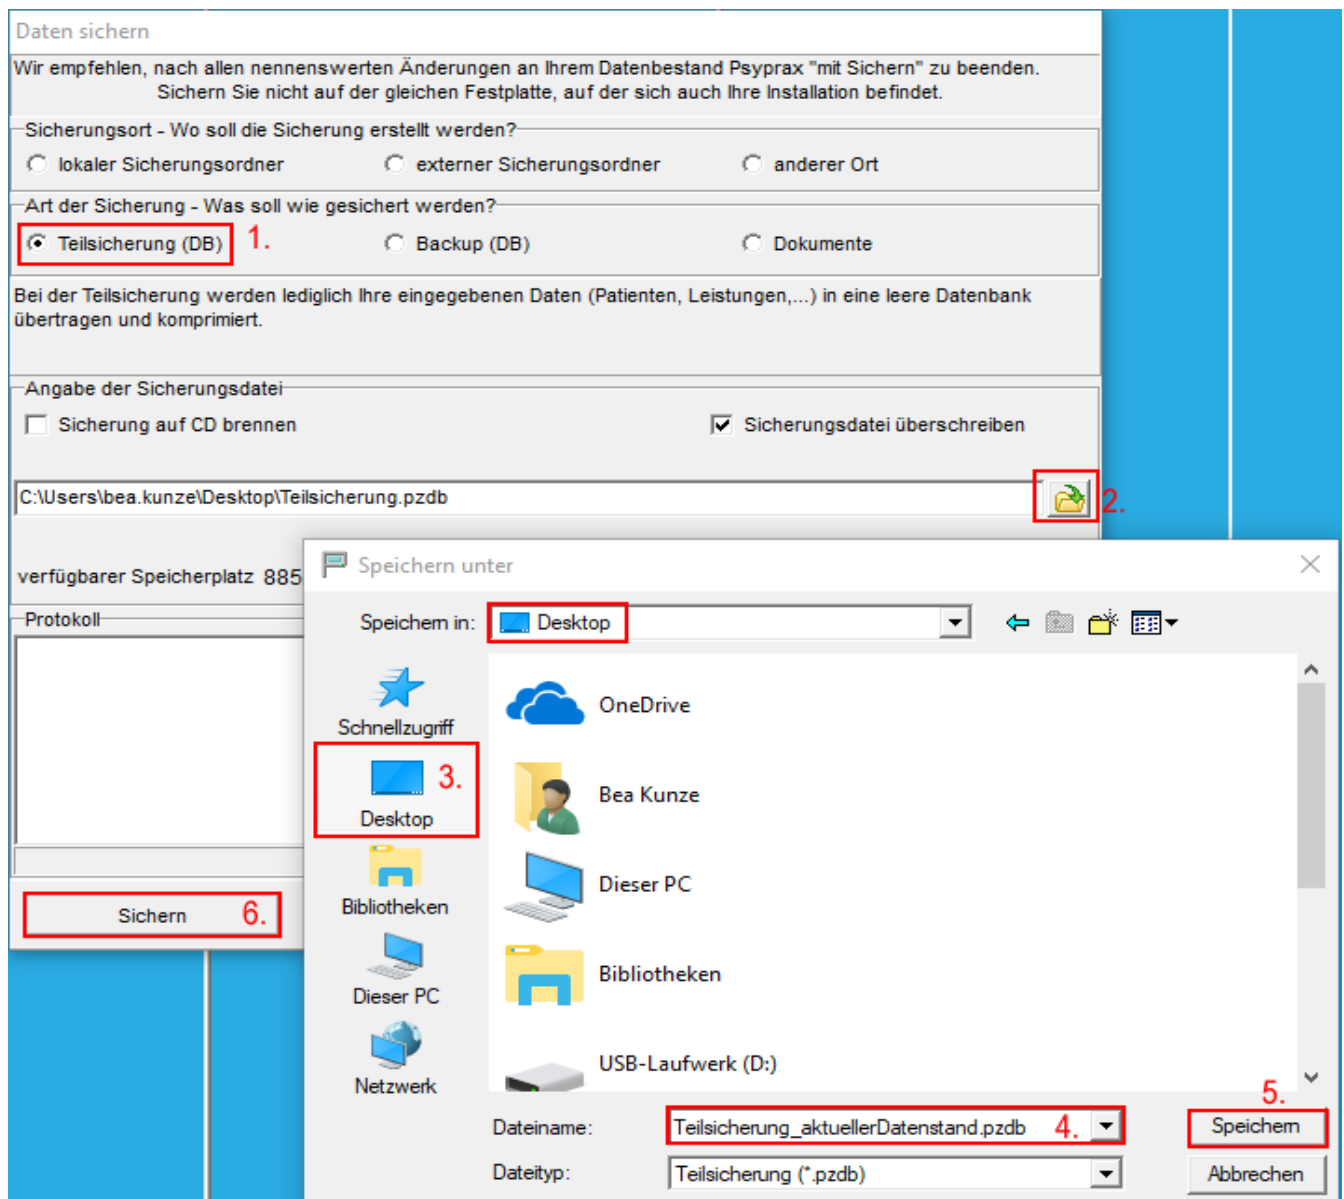 Daten sichern
Wir empfehlen, nach allen nennenswerten Änderungen an Ihrem Datenbestand Psyprax "mit Sichern" zu beenden.
Sichern Sie nicht auf der gleichen Festplatte, auf der sich auch Ihre Installation befindet.
Sicherungsort - Wo soll die Sicherung erstellt werden?
lokaler Sicherungsordner externer Sicherungsordner anderer Ort
Art der Sicherung - Was soll wie gesichert werden?
Teilsicherung (DB) 1. Backup (DB) Dokumente
Bei der Teilsicherung werden lediglich Ihre eingegebenen Daten (Patienten, Leistungen,...) in eine leere Datenbank
übertragen und komprimiert.
Angabe der Sicherungsdatei
Sicherung auf CD brennen Sicherungsdatei überschreiben
C:\Users\bea.kunze\Desktop\Teilsicherung.pzdb 2.
verfügbarer Speicherplatz 885
Protokoll
Sichern 6.
Speichern unter
Speichern in: Desktop
Schnellzugriff
3.
Desktop
Bibliotheken
Dieser PC
Netzwerk
OneDrive
Bea Kunze
Dieser PC
Bibliotheken
USB-Laufwerk (D:)
5.
Dateiname: Teilsicherung_aktuellerDatenstand.pzdb 4. Speichern
Dateityp: Teilsicherung (*.pzdb) Abbrechen